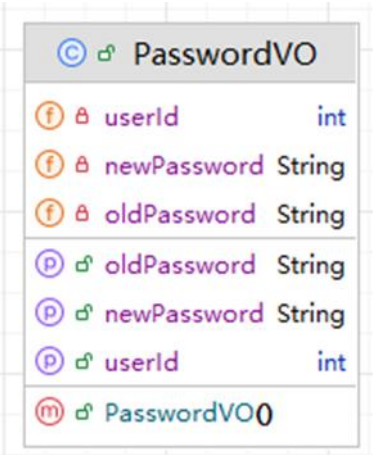 C PasswordVO
f userId int
f newPassword String
f oldPassword String
p oldPassword String
p newPassword String
p userId int
m PasswordVO()